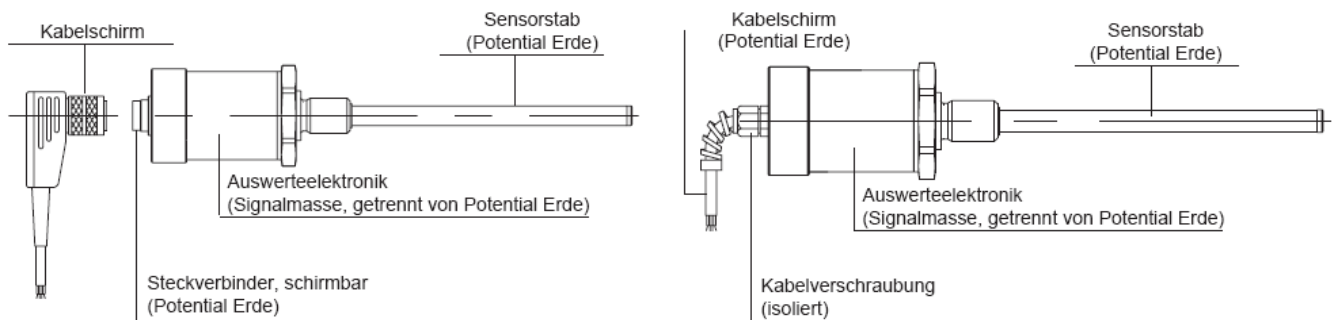 Kabelschirm
Sensorstab
(Potential Erde)
Auswerteelektronik
(Signalmasse, getrennt von Potential Erde)
Steckverbinder, schirmbar
(Potential Erde)
Kabelschirm
(Potential Erde)
Sensorstab
(Potential Erde)
Auswerteelektronik
(Signalmasse, getrennt von Potential Erde)
Kabelverschraubung
(isoliert)